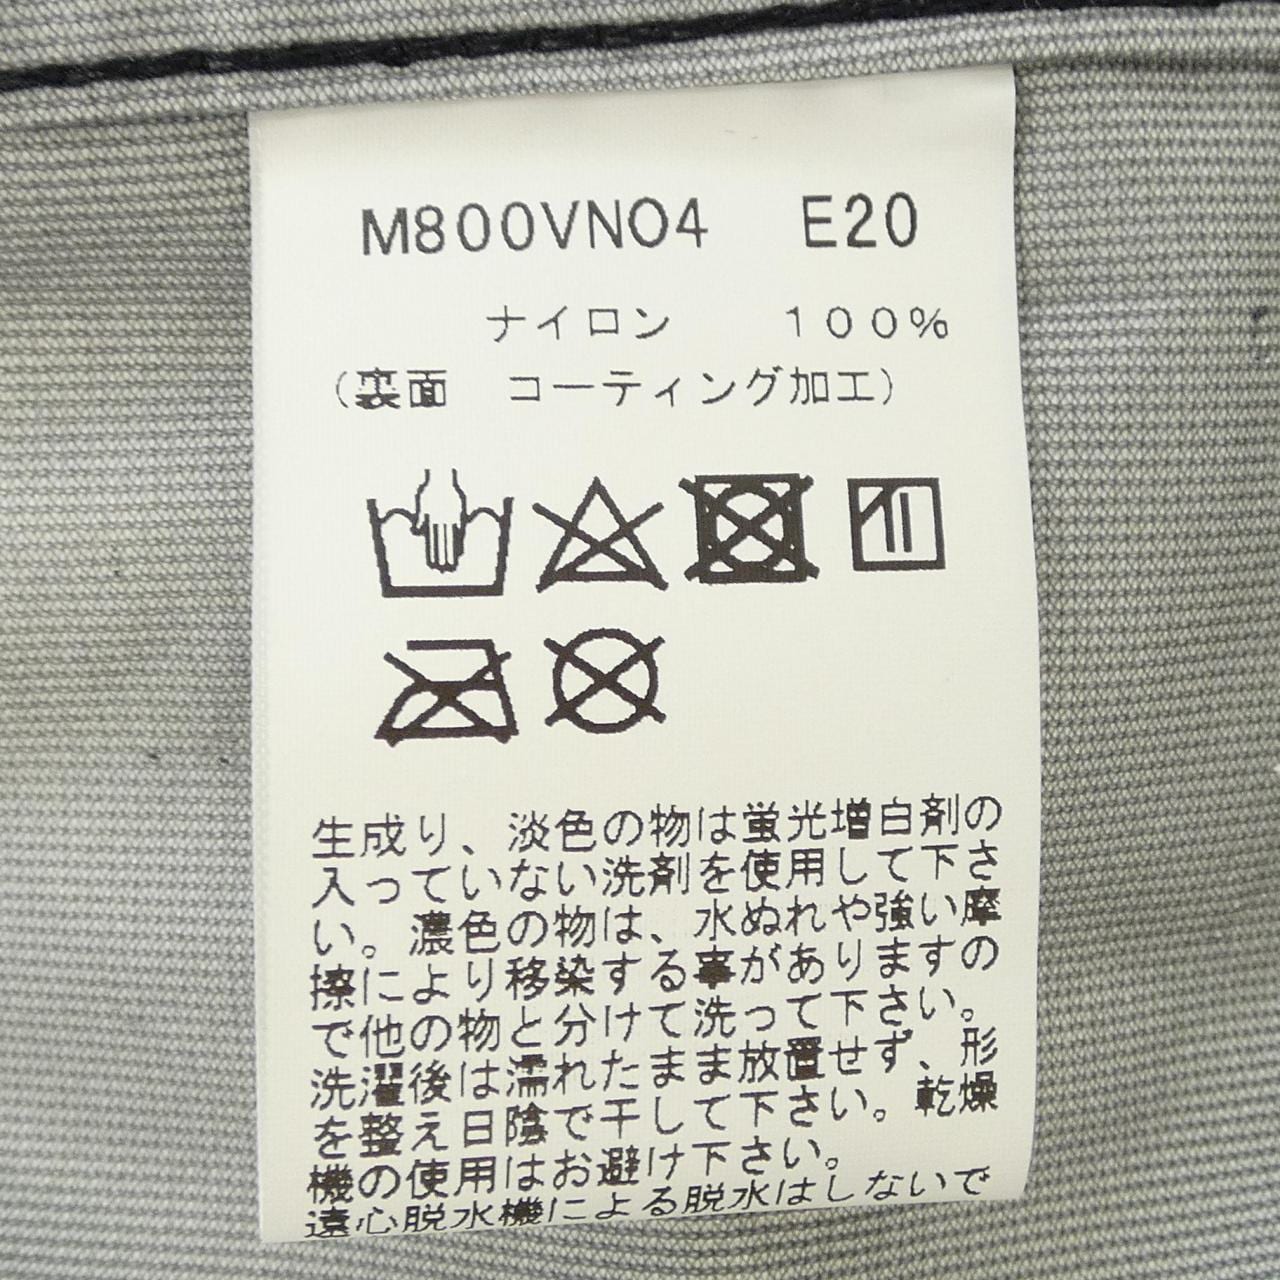 M800VN04 E20
ナイロン 100%
(裏面 コーティング加工)
生成り、淡色の物は蛍光増白剤の
入っていない洗剤を使用して下さ
い。濃色の物は、水ぬれや強い摩
擦により移染する事がありますの
で他の物と分けて洗って下さい。
洗濯後は濡れたまま放置せず、形
を整え日陰で干して下さい。乾燥
機の使用はお避け下さい。
遠心脱水機による脱水はしないで